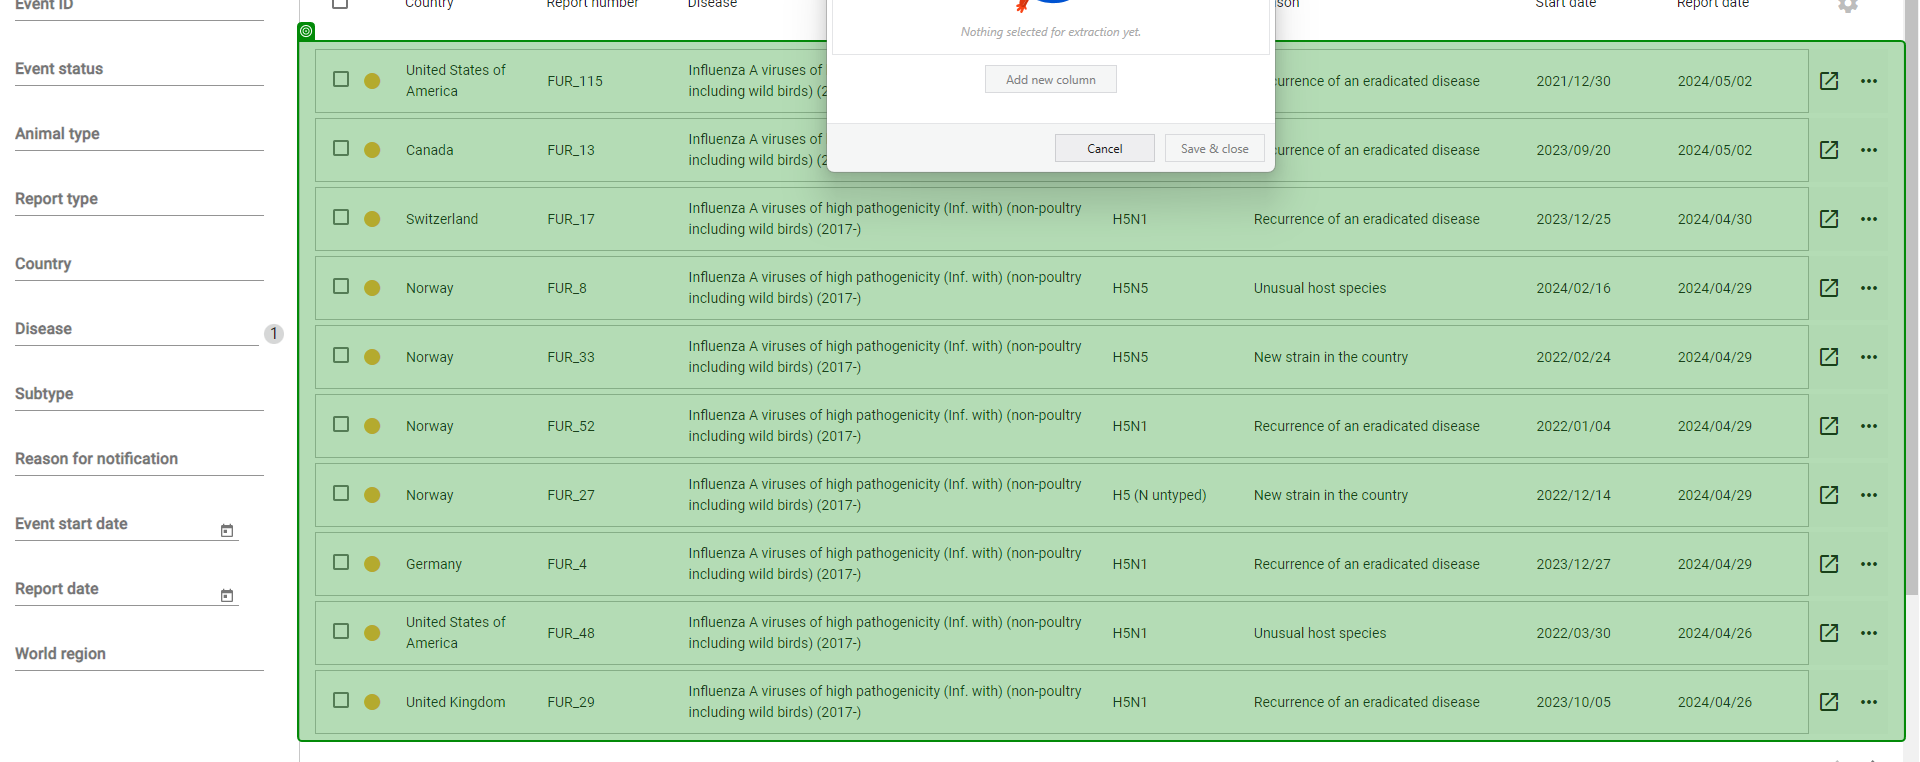 Event ID
Event status
Animal type
Report type
Country
Disease
1
Subtype
Reason for notification
Event start date
Report date
World region
Country Report number Disease son Start date Report date
Nothing selected for extraction yet.
Add new column
Cancel Save & close
United States of
America
FUR_115
Influenza A viruses of
including wild birds) (2
currence of an eradicated disease
2021/12/30
2024/05/02
Canada
FUR_13
Influenza A viruses of
including wild birds) (2
currence of an eradicated disease
2023/09/20
2024/05/02
Switzerland
FUR_17
Influenza A viruses of high pathogenicity (Inf. with) (non-poultry
including wild birds) (2017-)
H5N1
Recurrence of an eradicated disease
2023/12/25
2024/04/30
Norway
FUR_8
Influenza A viruses of high pathogenicity (Inf. with) (non-poultry
including wild birds) (2017-)
H5N5
Unusual host species
2024/02/16
2024/04/29
Norway
FUR_33
Influenza A viruses of high pathogenicity (Inf. with) (non-poultry
including wild birds) (2017-)
H5N5
New strain in the country
2022/02/24
2024/04/29
Norway
FUR_52
Influenza A viruses of high pathogenicity (Inf. with) (non-poultry
including wild birds) (2017-)
H5N1
Recurrence of an eradicated disease
2022/01/04
2024/04/29
Norway
FUR_27
Influenza A viruses of high pathogenicity (Inf. with) (non-poultry
including wild birds) (2017-)
H5 (N untyped)
New strain in the country
2022/12/14
2024/04/29
Germany
FUR_4
Influenza A viruses of high pathogenicity (Inf. with) (non-poultry
including wild birds) (2017-)
H5N1
Recurrence of an eradicated disease
2023/12/27
2024/04/29
United States of
America
FUR_48
Influenza A viruses of high pathogenicity (Inf. with) (non-poultry
including wild birds) (2017-)
H5N1
Unusual host species
2022/03/30
2024/04/26
United Kingdom
FUR_29
Influenza A viruses of high pathogenicity (Inf. with) (non-poultry
including wild birds) (2017-)
H5N1
Recurrence of an eradicated disease
2023/10/05
2024/04/26